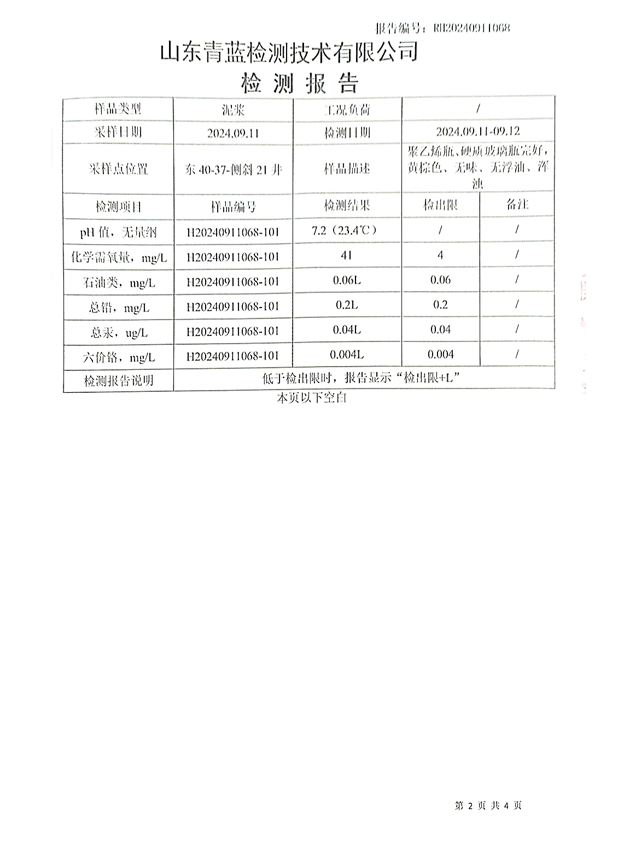 报告编号：RH20240911068
山东青蓝检测技术有限公司
检测报告
样品类型 泥浆 工况负荷 /
采样日期 2024.09.11 检测日期 2024.09.11-09.12
采样点位置 东 40-37-侧斜 21 井 样品描述 聚乙烯瓶、硬质玻璃瓶完好，
黄棕色、无味、无浮油、浑
浊
检测项目 样品编号 检测结果 检出限 备注
pH 值，无量纲 H20240911068-101 7.2（23.4℃） / /
化学需氧量，mg/L H20240911068-101 41 4 /
石油类，mg/L H20240911068-101 0.06L 0.06 /
总铅，mg/L H20240911068-101 0.2L 0.2 /
总汞，ug/L H20240911068-101 0.04L 0.04 /
六价铬，mg/L H20240911068-101 0.004L 0.004 /
检测报告说明 低于检出限时，报告显示“检出限+L”
本页以下空白
第 2 页 共 4 页